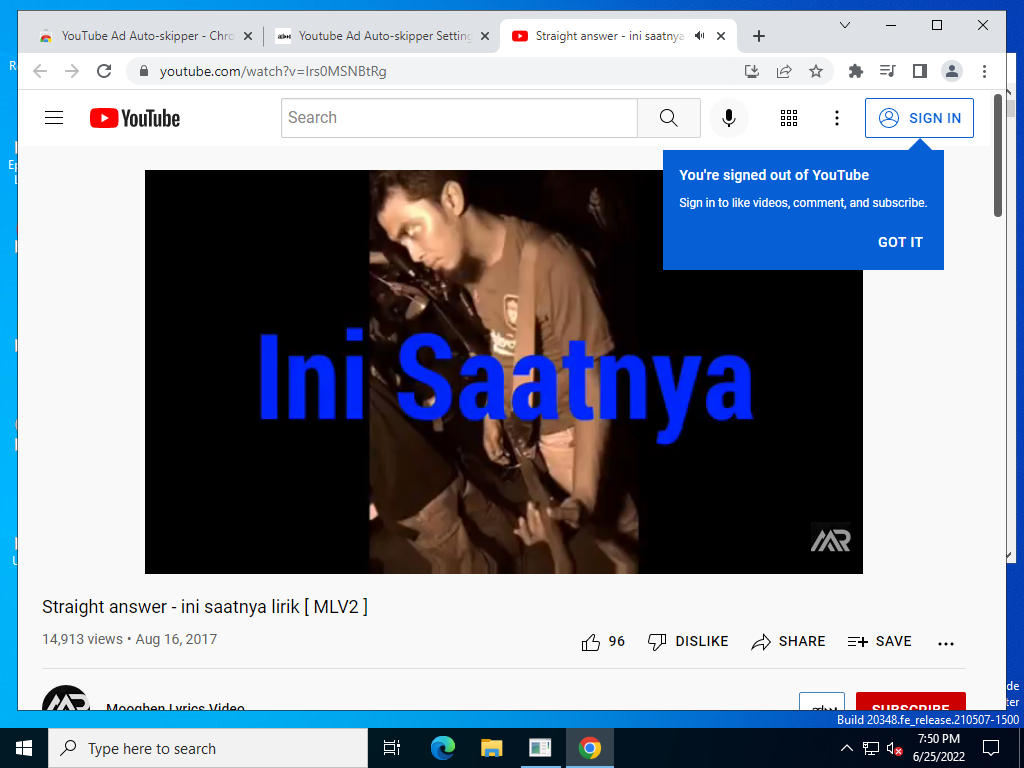 YouTube Ad Auto-skipper - Chro
Youtube Ad Auto-skipper Setting
Straight answer - ini saatnya
youtube.com/watch?v=Irs0MSNBtRg
YouTube
Search
SIGN IN
You're signed out of YouTube
Sign in to like videos, comment, and subscribe.
GOT IT
Ini Saatnya
MR
Straight answer - ini saatnya lirik [ MLV2 ]
14,913 views • Aug 16, 2017
96
DISLIKE
SHARE
SAVE
Mooghen Lyrics Video
SUBSCRIBE
Build 20348.fe_release.210507-1500
Type here to search
7:50 PM
6/25/2022